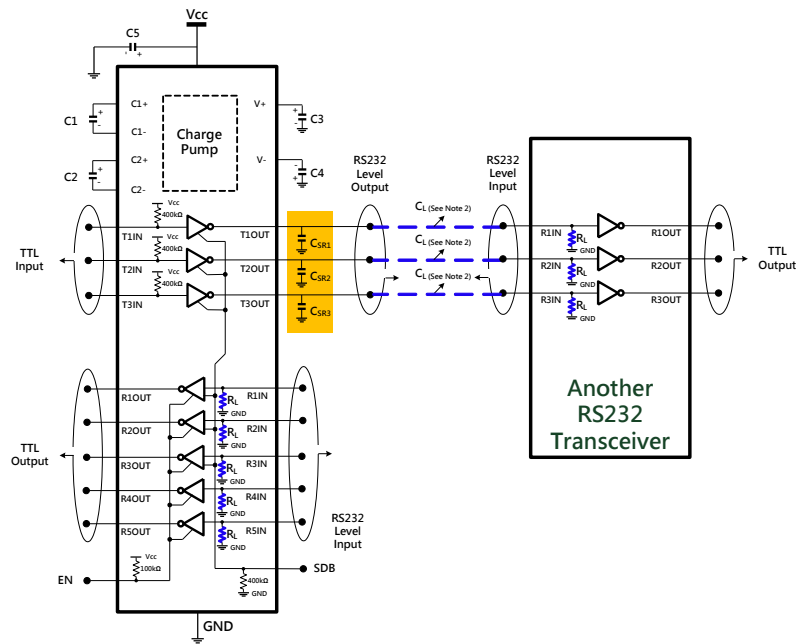 Vcc
C5
C1
C1+
C1-
C2
C2+
C2-
Charge
Pump
V+
V-
C3
C4
RS232
Level
Output
RS232
Level
Input
TTL
Input
T1IN
T2IN
T3IN
Vcc
400kΩ
Vcc
400kΩ
Vcc
400kΩ
T1OUT
T2OUT
T3OUT
CSR1
CSR2
CSR3
CL (See Note 2)
CL (See Note 2)
CL (See Note 2)
R1IN
R2IN
R3IN
RL
GND
RL
GND
RL
GND
R1OUT
R2OUT
R3OUT
TTL
Output
Another
RS232
Transceiver
TTL
Output
R1OUT
R2OUT
R3OUT
R4OUT
R5OUT
RL
GND
RL
GND
RL
GND
RL
GND
RL
GND
R1IN
R2IN
R3IN
R4IN
R5IN
RS232
Level
Input
EN
Vcc
100kΩ
400kΩ
GND
SDB
GND